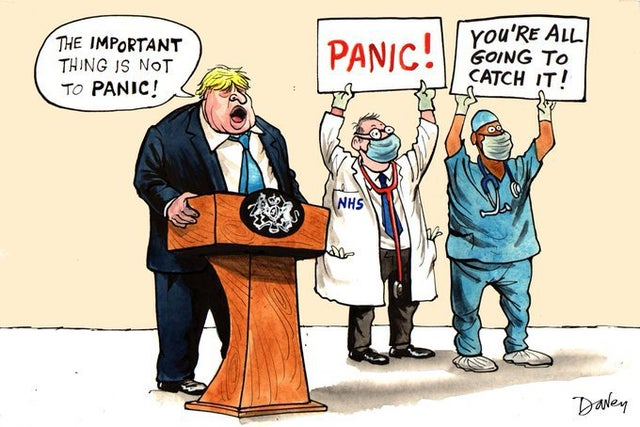 THE IMPORTANT
THING IS NOT
TO PANIC!
PANIC!
YOU'RE ALL
GOING TO
CATCH IT!
NHS
Davey